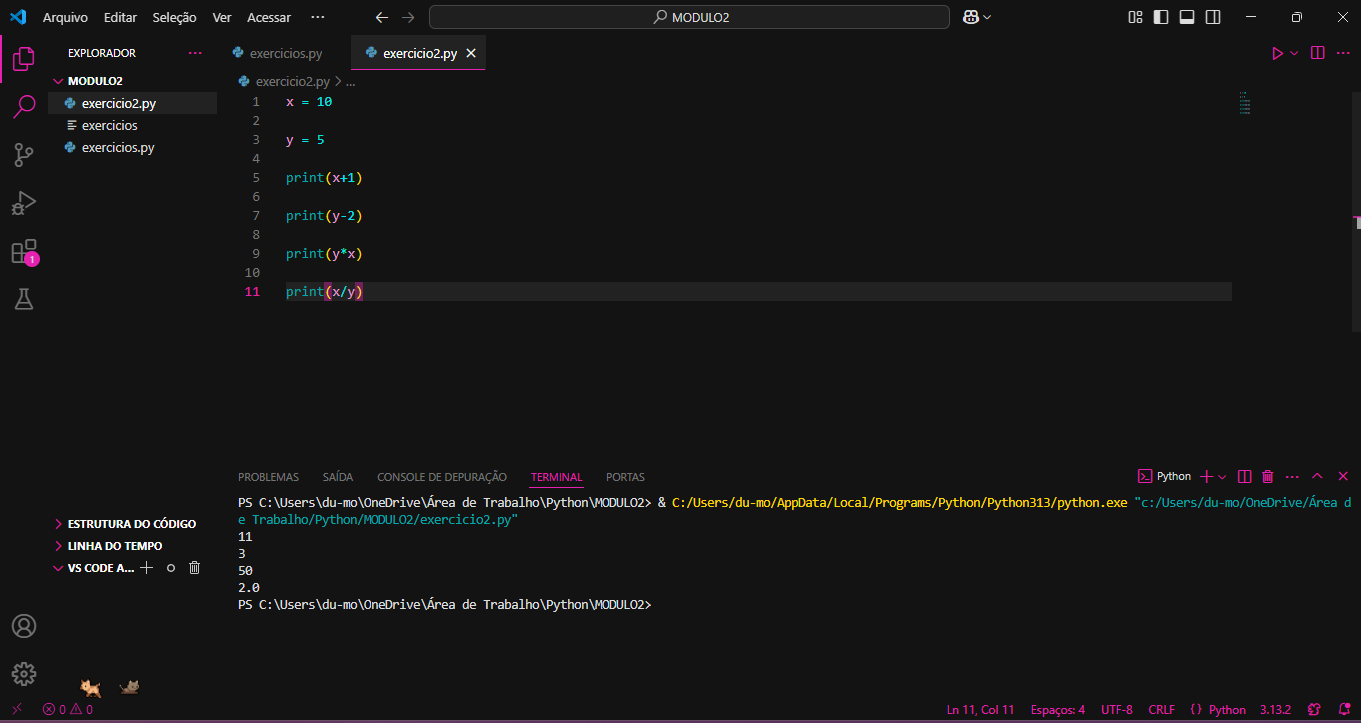 Arquivo Editar Seleção Ver Acessar ··· MODULO2
EXPLORADOR ···
MODULO2
exercicio2.py
exercicios
exercicios.py
1
ESTRUTURA DO CÓDIGO
LINHA DO TEMPO
VS CODE A...
exercicios.py exercicio2.py
exercicio2.py > ...
1 x = 10
2
3 y = 5
4
5 print(x+1)
6
7 print(y-2)
8
9 print(y*x)
10
11 print(x/y)
PROBLEMAS SAÍDA CONSOLE DE DEPURAÇÃO TERMINAL PORTAS Python
PS C:\Users\du-mo\OneDrive\Área de Trabalho\Python\MODULO2> & C:/Users/du-mo/AppData/Local/Programs/Python/Python313/python.exe "c:/Users/du-mo/OneDrive/Área d
e Trabalho/Python/MODULO2/exercicio2.py"
11
3
50
2.0
PS C:\Users\du-mo\OneDrive\Área de Trabalho\Python\MODULO2>
0 0 Ln 11, Col 11 Espaços: 4 UTF-8 CRLF {} Python 3.13.2